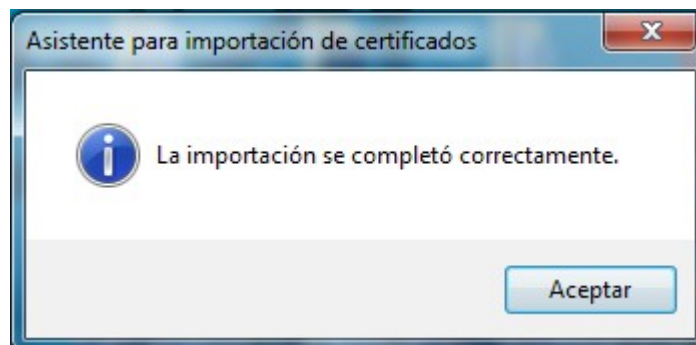 Asistente para importación de certificados
La importación se completó correctamente.
Aceptar